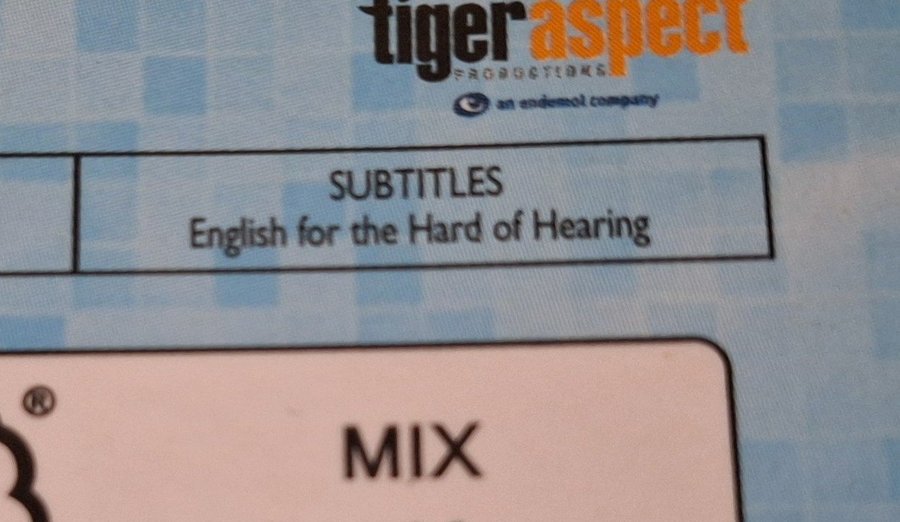 tigeraspect
PRODUCTIONS
an endemol company
SUBTITLES
English for the Hard of Hearing
®
MIX